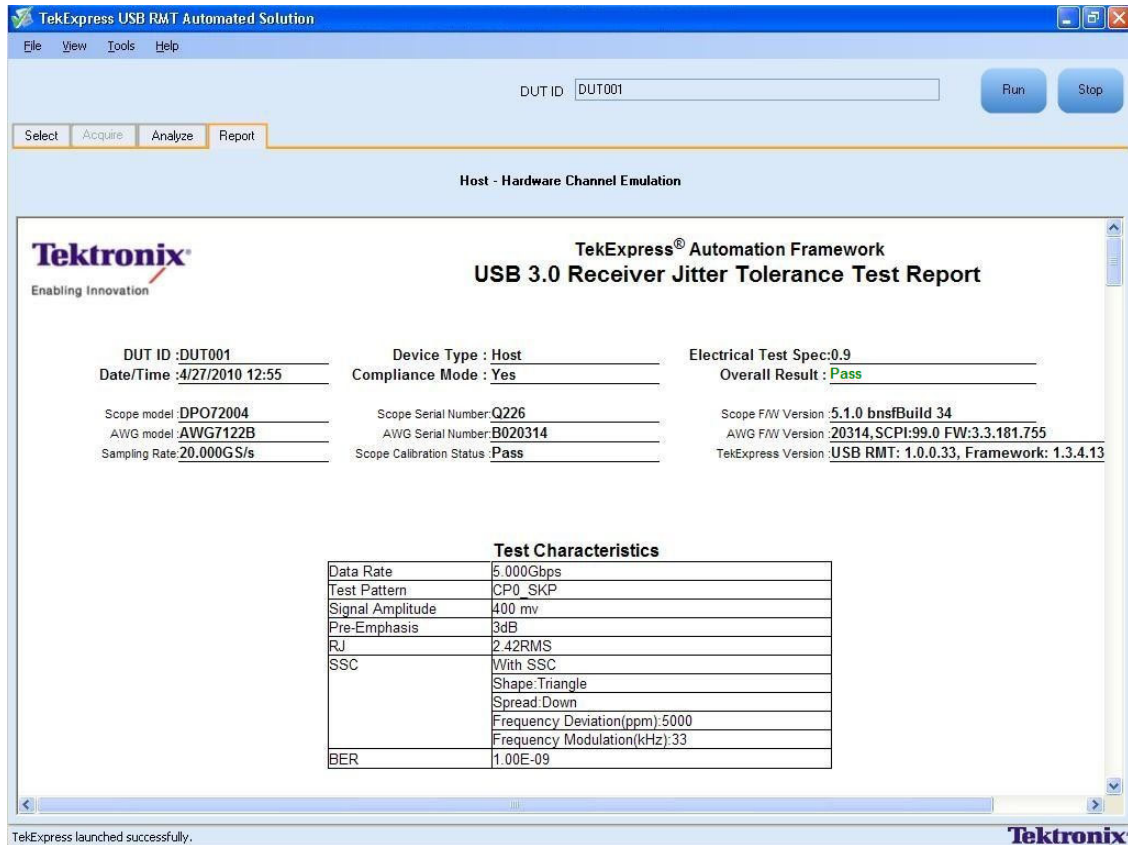 TekExpress USB RMT Automated Solution
File View Tools Help
DUT ID DUT001
Run Stop
Select Acquire Analyze Report
Host - Hardware Channel Emulation
Tektronix
Enabling Innovation
TekExpress® Automation Framework
USB 3.0 Receiver Jitter Tolerance Test Report
DUT ID :DUT001 Device Type : Host Electrical Test Spec:0.9
Date/Time :4/27/2010 12:55 Compliance Mode : Yes Overall Result : Pass
Scope model :DPO72004 Scope Serial Number:Q226 Scope F/W Version :5.1.0 bnsfBuild 34
AWG model :AWG7122B AWG Serial Number:B020314 AWG F/W Version :20314,SCPI:99.0 FW:3.3.181.755
Sampling Rate:20.000GS/s Scope Calibration Status :Pass TekExpress Version :USB RMT: 1.0.0.33, Framework: 1.3.4.13
Test Characteristics
Data Rate 5.000Gbps
Test Pattern CP0_SKP
Signal Amplitude 400 mv
Pre-Emphasis 3dB
RJ 2.42RMS
SSC With SSC
Shape:Triangle
Spread:Down
Frequency Deviation(ppm):5000
Frequency Modulation(kHz):33
BER 1.00E-09
TekExpress launched successfully.
Tektronix